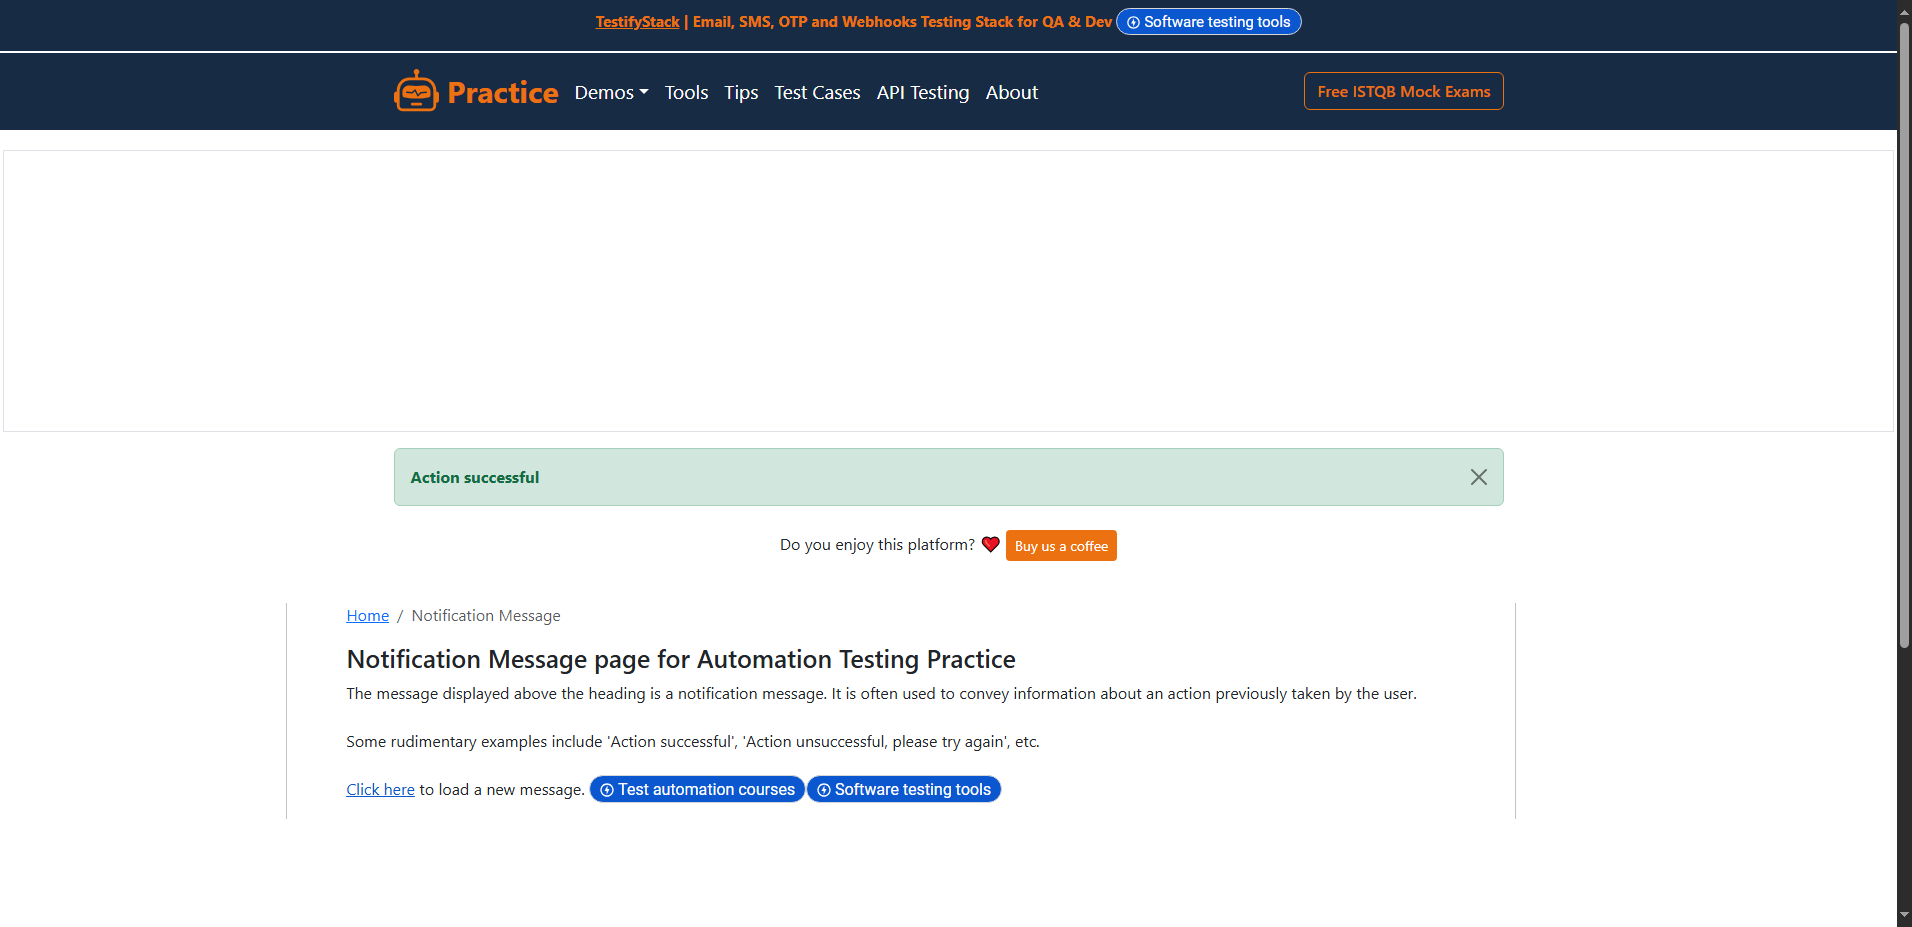 TestifyStack | Email, SMS, OTP and Webhooks Testing Stack for QA & Dev Software testing tools
Practice Demos Tools Tips Test Cases API Testing About Free ISTQB Mock Exams
Action successful
Do you enjoy this platform? Buy us a coffee
Home / Notification Message
Notification Message page for Automation Testing Practice
The message displayed above the heading is a notification message. It is often used to convey information about an action previously taken by the user.
Some rudimentary examples include 'Action successful', 'Action unsuccessful, please try again', etc.
Click here to load a new message. Test automation courses Software testing tools